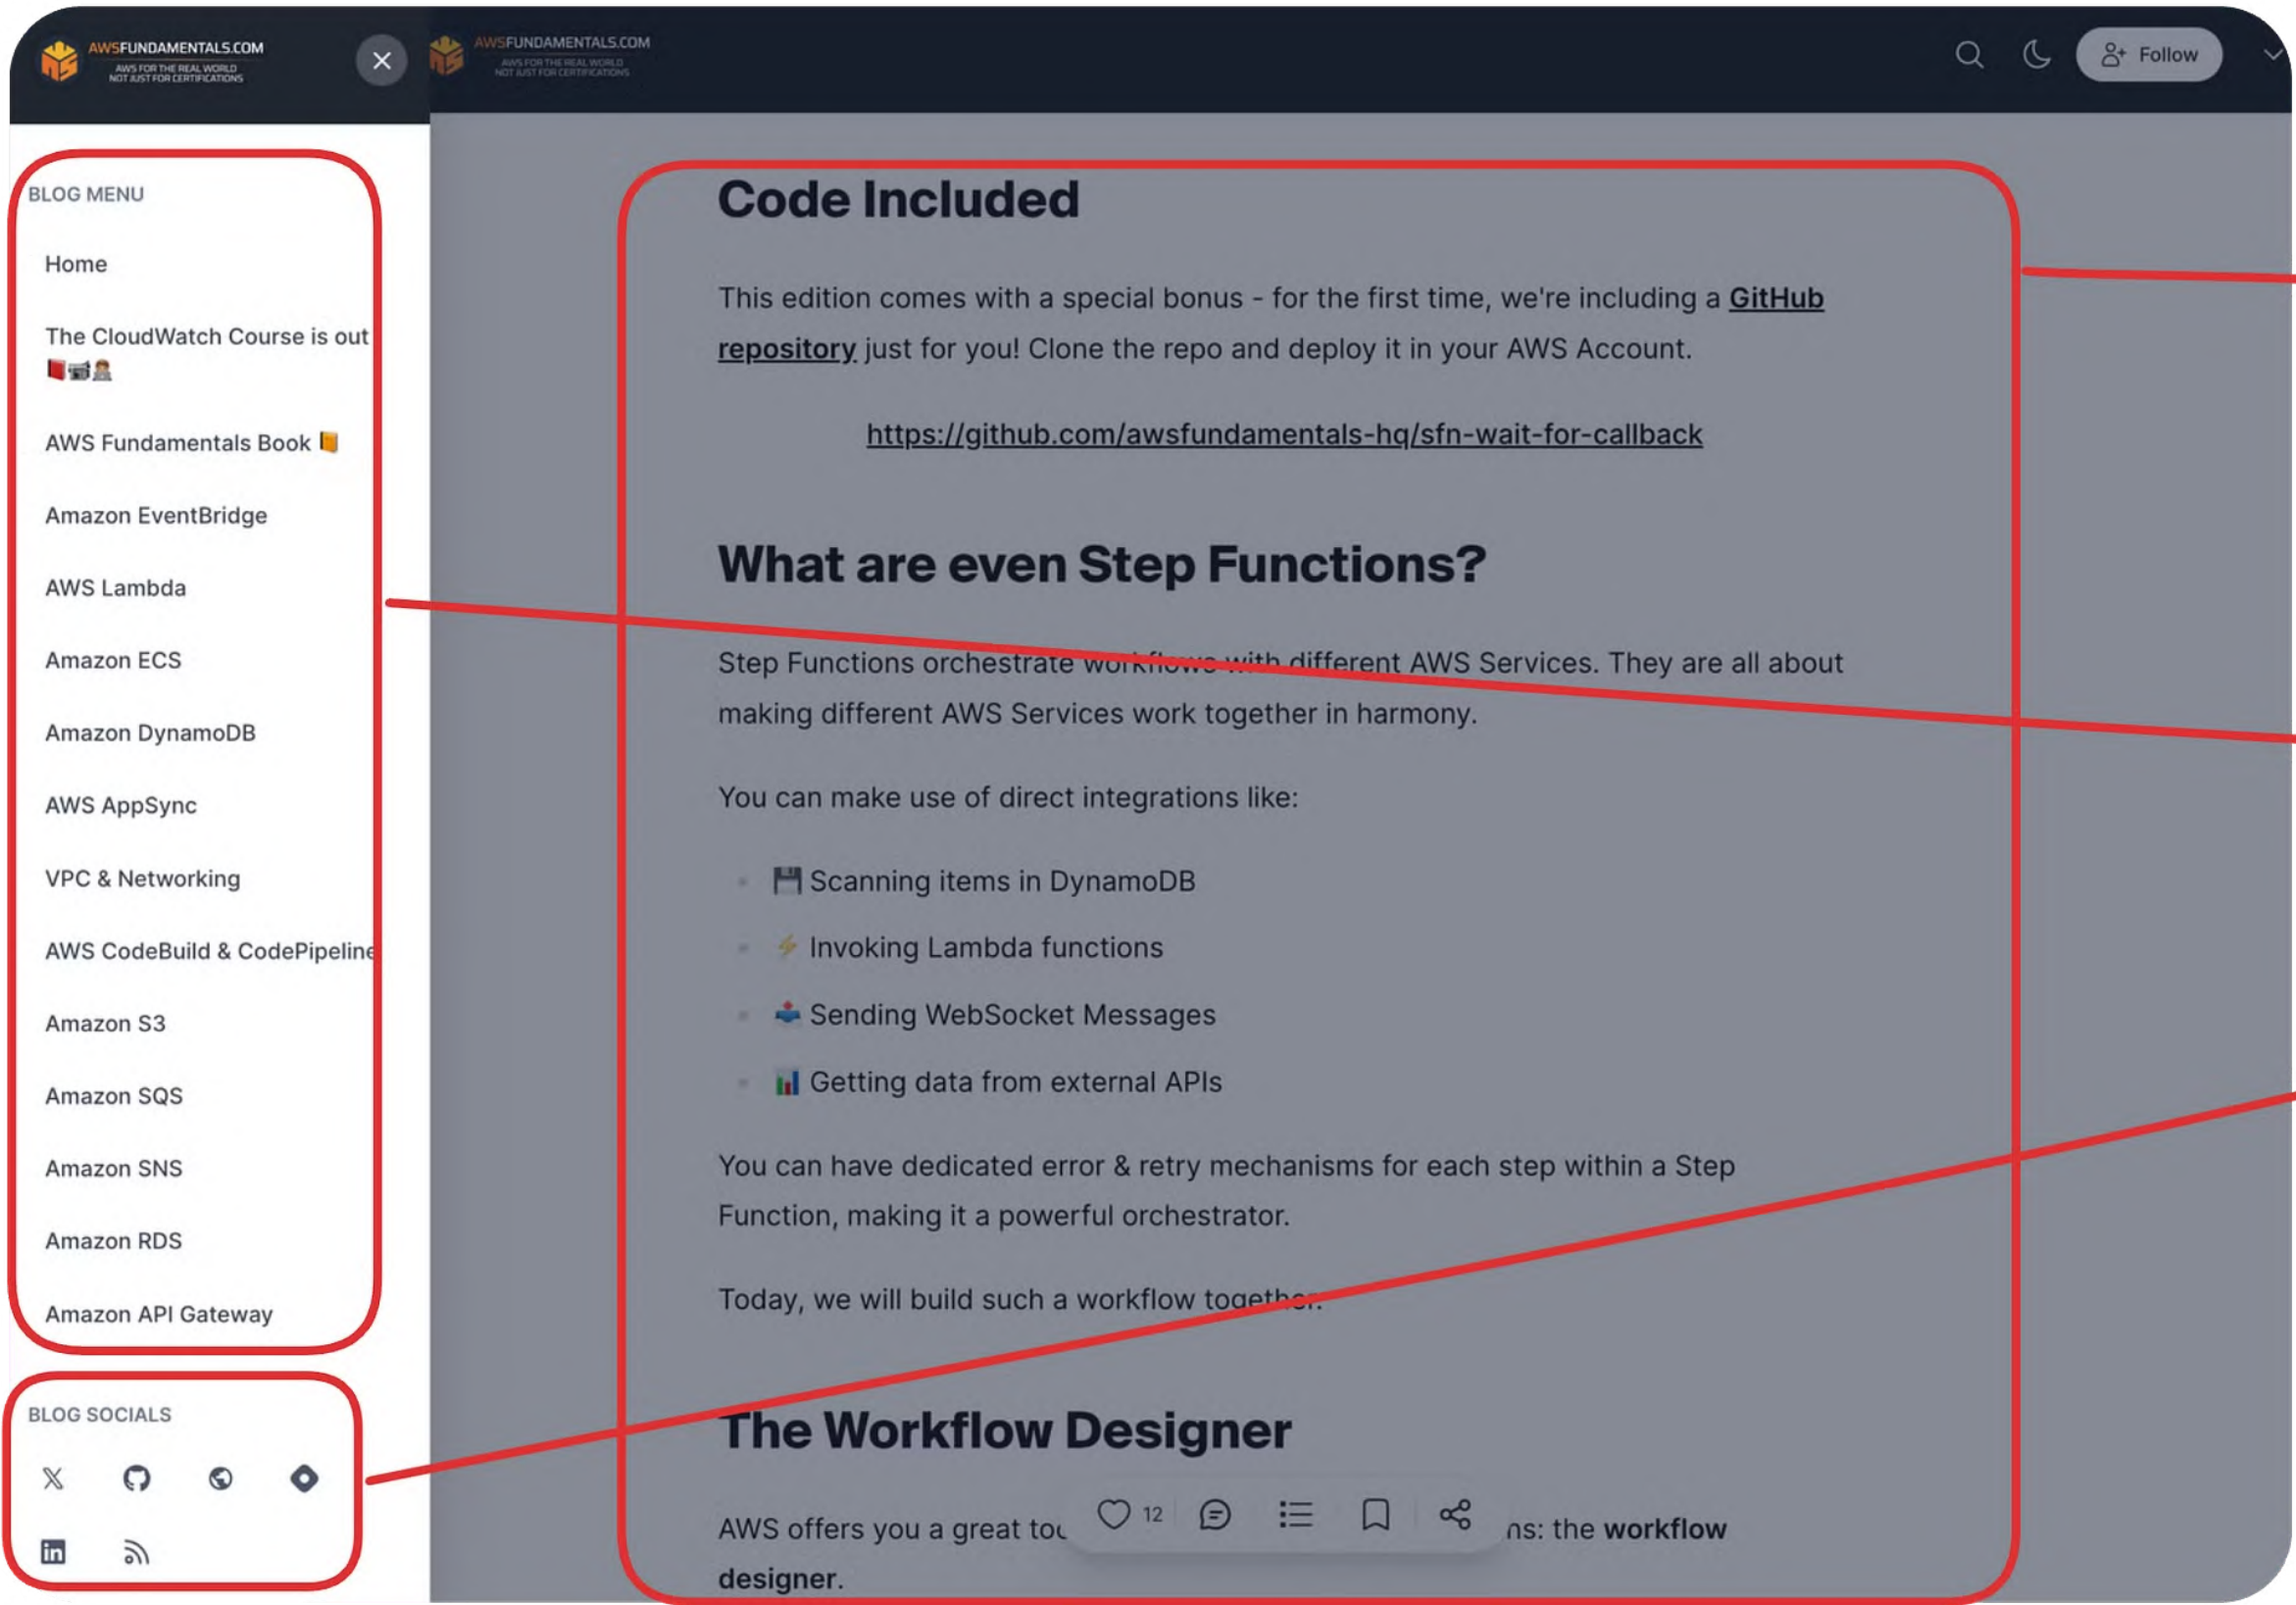 AWSFUNDAMENTALS.COM
AWS FOR THE REAL WORLD
NOT JUST FOR CERTIFICATIONS
AWSFUNDAMENTALS.COM
AWS FOR THE REAL WORLD
NOT JUST FOR CERTIFICATIONS
Follow
BLOG MENU
Home
The CloudWatch Course is out
AWS Fundamentals Book
Amazon EventBridge
AWS Lambda
Amazon ECS
Amazon DynamoDB
AWS AppSync
VPC & Networking
AWS CodeBuild & CodePipeline
Amazon S3
Amazon SQS
Amazon SNS
Amazon RDS
Amazon API Gateway
BLOG SOCIALS
Code Included
This edition comes with a special bonus - for the first time, we're including a GitHub
repository just for you! Clone the repo and deploy it in your AWS Account.
https://github.com/awsfundamentals-hq/sfn-wait-for-callback
What are even Step Functions?
Step Functions orchestrate workflows with different AWS Services. They are all about
making different AWS Services work together in harmony.
You can make use of direct integrations like:
Scanning items in DynamoDB
Invoking Lambda functions
Sending WebSocket Messages
Getting data from external APIs
You can have dedicated error & retry mechanisms for each step within a Step
Function, making it a powerful orchestrator.
Today, we will build such a workflow together.
The Workflow Designer
AWS offers you a great ns: the workflow
designer.
12